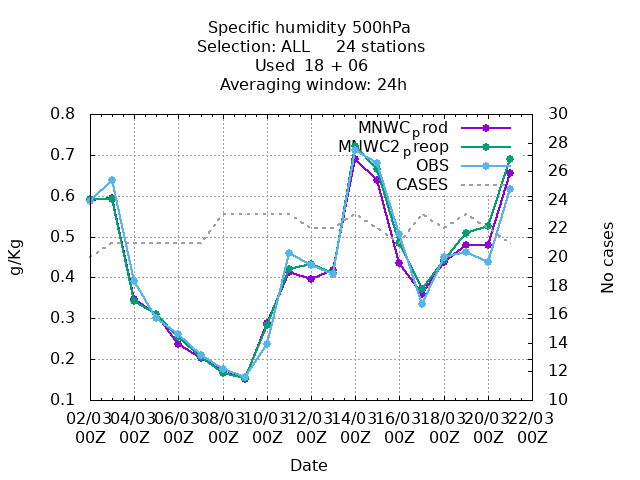 Specific humidity 500hPa
Selection: ALL     24 stations
Used  18 + 06
Averaging window: 24h
MNWCprod
MNWC2preop
OBS
CASES
g/Kg
0.8
0.7
0.6
0.5
0.4
0.3
0.2
0.1
30
28
26
24
22
20
18
16
14
12
10
No cases
02/03 04/03 06/03 08/03 10/03 12/03 14/03 16/03 18/03 20/03 22/03
00Z 00Z 00Z 00Z 00Z 00Z 00Z 00Z 00Z 00Z 00Z
Date